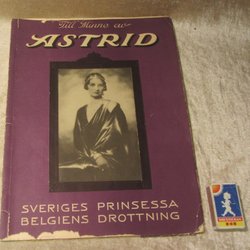 Till Minne av
ASTRID
SVERIGES PRINSESSA
BELGIENS DROTTNING